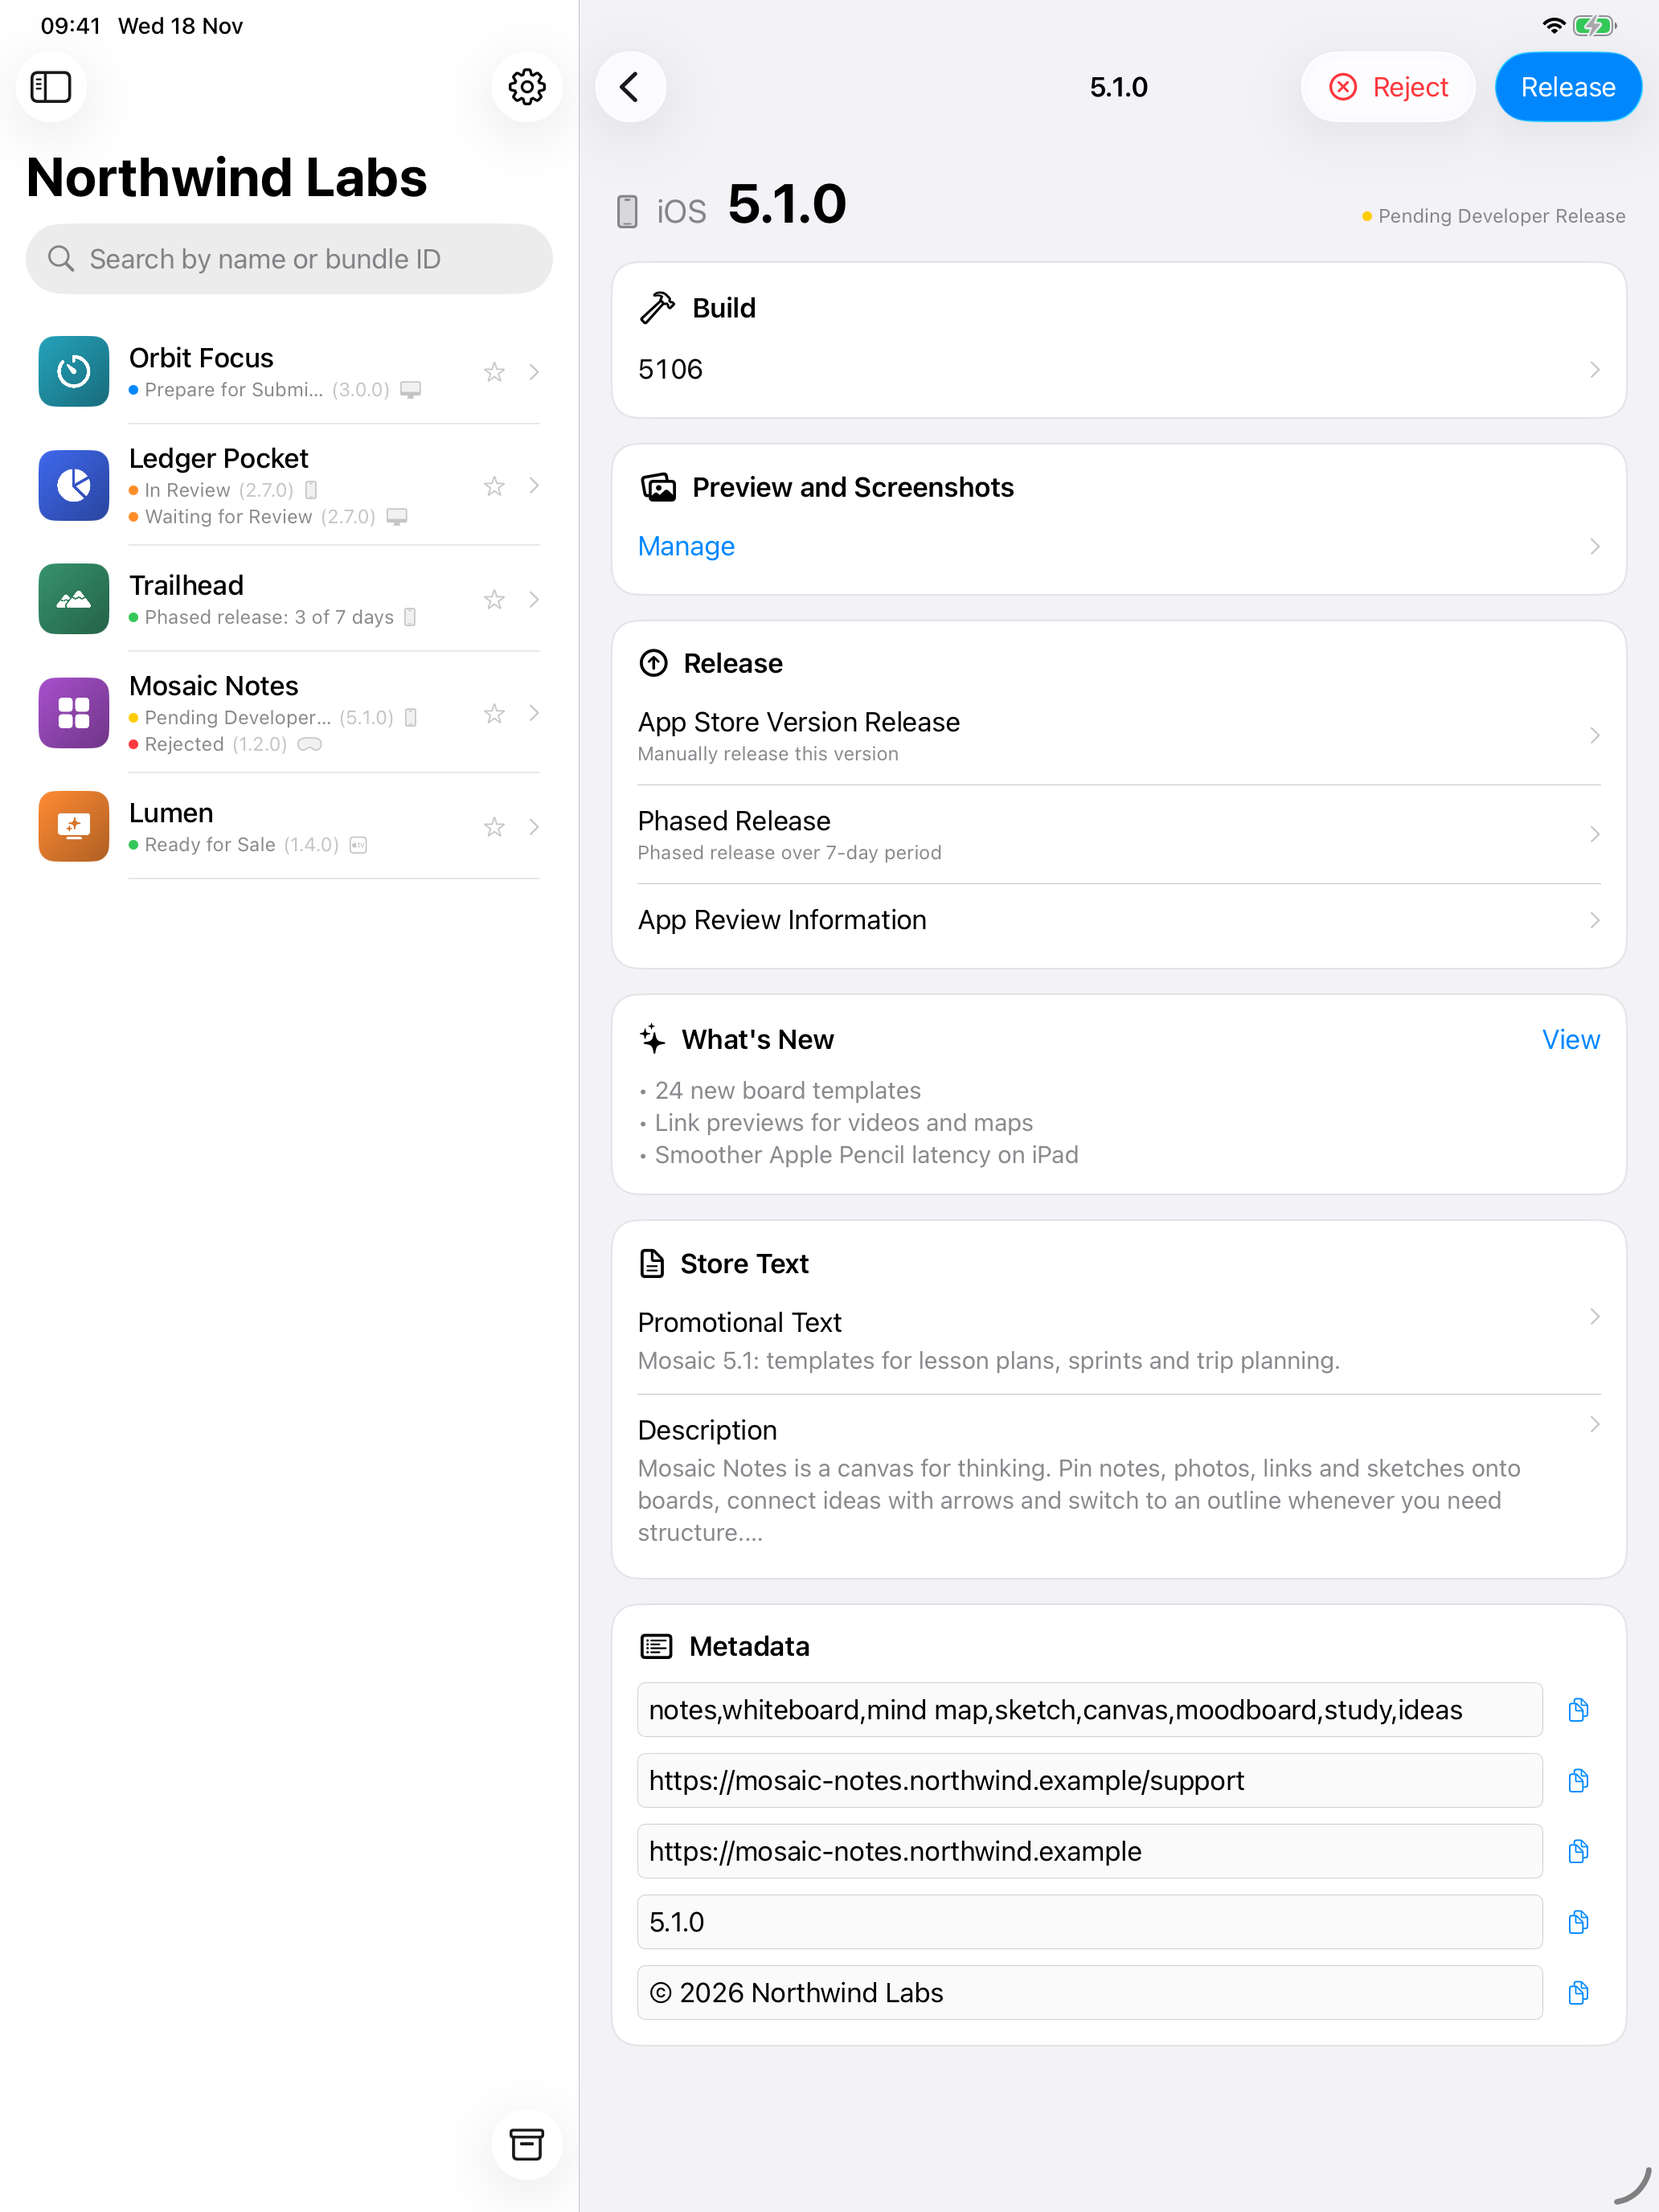 09:41 Wed 18 Nov
Northwind Labs
Search by name or bundle ID
Orbit Focus
Prepare for Submi... (3.0.0)
Ledger Pocket
In Review (2.7.0)
Waiting for Review (2.7.0)
Trailhead
Phased release: 3 of 7 days
Mosaic Notes
Pending Developer... (5.1.0)
Rejected (1.2.0)
Lumen
Ready for Sale (1.4.0)
5.1.0
Reject
Release
iOS 5.1.0
Pending Developer Release
Build
5106
Preview and Screenshots
Manage
Release
App Store Version Release
Manually release this version
Phased Release
Phased release over 7-day period
App Review Information
What's New
View
• 24 new board templates
• Link previews for videos and maps
• Smoother Apple Pencil latency on iPad
Store Text
Promotional Text
Mosaic 5.1: templates for lesson plans, sprints and trip planning.
Description
Mosaic Notes is a canvas for thinking. Pin notes, photos, links and sketches onto
boards, connect ideas with arrows and switch to an outline whenever you need
structure....
Metadata
notes,whiteboard,mind map,sketch,canvas,moodboard,study,ideas
https://mosaic-notes.northwind.example/support
https://mosaic-notes.northwind.example
5.1.0
© 2026 Northwind Labs